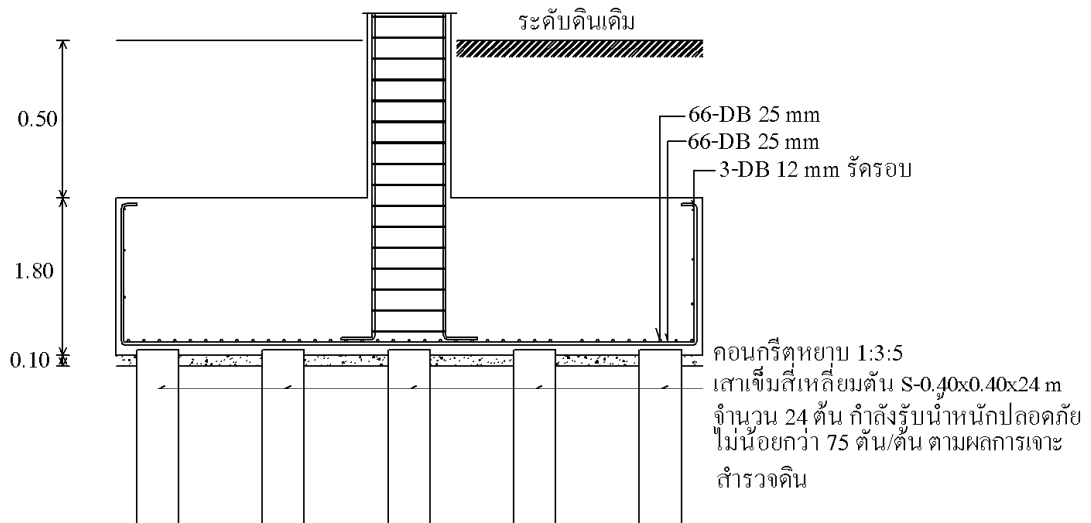 ระดับดินเดิม
0.50
66-DB 25 mm
66-DB 25 mm
3-DB 12 mm รัดรอบ
1.80
0.10
คอนกรีตหยาบ 1:3:5
เสาเข็มสี่เหลี่ยมตัน S-0.40x0.40x24 m
จำนวน 24 ต้น กำลังรับน้ำหนักปลอดภัย
ไม่น้อยกว่า 75 ตัน/ต้น ตามผลการเจาะ
สำรวจดิน